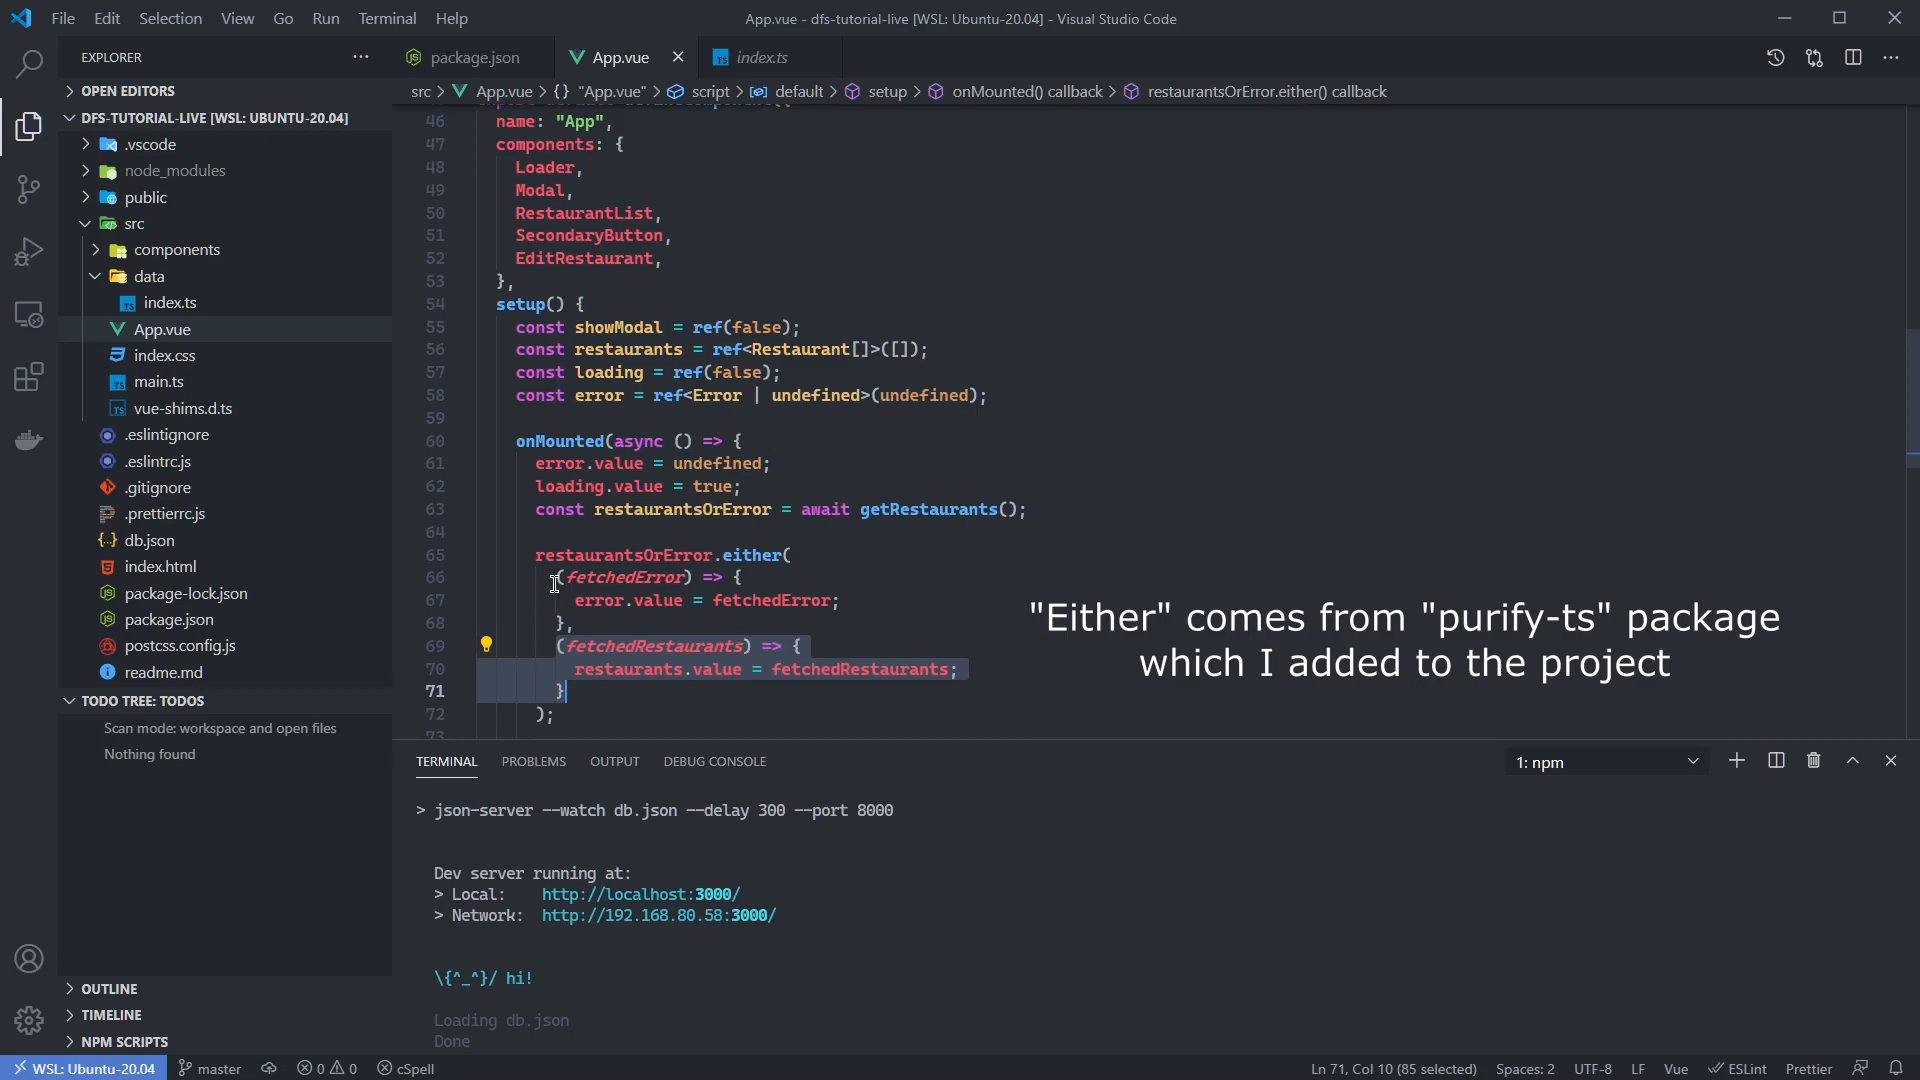 File Edit Selection View Go Run Terminal Help
App.vue - dfs-tutorial-live [WSL: Ubuntu-20.04] - Visual Studio Code
EXPLORER
package.json
App.vue
TS index.ts
OPEN EDITORS
src > App.vue > {} "App.vue" > script > default > setup > onMounted() callback > restaurantsOrError.either() callback
DFS-TUTORIAL-LIVE [WSL: UBUNTU-20.04]
.vscode
node_modules
public
src
components
data
TS index.ts
App.vue
index.css
TS main.ts
TS vue-shims.d.ts
.eslintignore
.eslintrc.js
.gitignore
.prettierrc.js
{..} db.json
index.html
package-lock.json
package.json
postcss.config.js
readme.md
TODO TREE: TODOS
Scan mode: workspace and open files
Nothing found
OUTLINE
TIMELINE
NPM SCRIPTS
46 name: "App",
47 components: {
48 Loader,
49 Modal,
50 RestaurantList,
51 SecondaryButton,
52 EditRestaurant,
53 },
54 setup() {
55 const showModal = ref(false);
56 const restaurants = ref<Restaurant[]>([]);
57 const loading = ref(false);
58 const error = ref<Error | undefined>(undefined);
59
60 onMounted(async () => {
61 error.value = undefined;
62 loading.value = true;
63 const restaurantsOrError = await getRestaurants();
64
65 restaurantsOrError.either(
66 (fetchedError) => {
67 error.value = fetchedError;
68 },
69 (fetchedRestaurants) => {
70 restaurants.value = fetchedRestaurants;
71 }
72 );
73
"Either" comes from "purify-ts" package
which I added to the project
TERMINAL PROBLEMS OUTPUT DEBUG CONSOLE
1: npm
> json-server --watch db.json --delay 300 --port 8000
Dev server running at:
> Local: http://localhost:3000/
> Network: http://192.168.80.58:3000/
\{^_^}/ hi!
Loading db.json
Done
WSL: Ubuntu-20.04 master 0 0 cSpell
Ln 71, Col 10 (85 selected) Spaces: 2 UTF-8 LF Vue ESLint Prettier